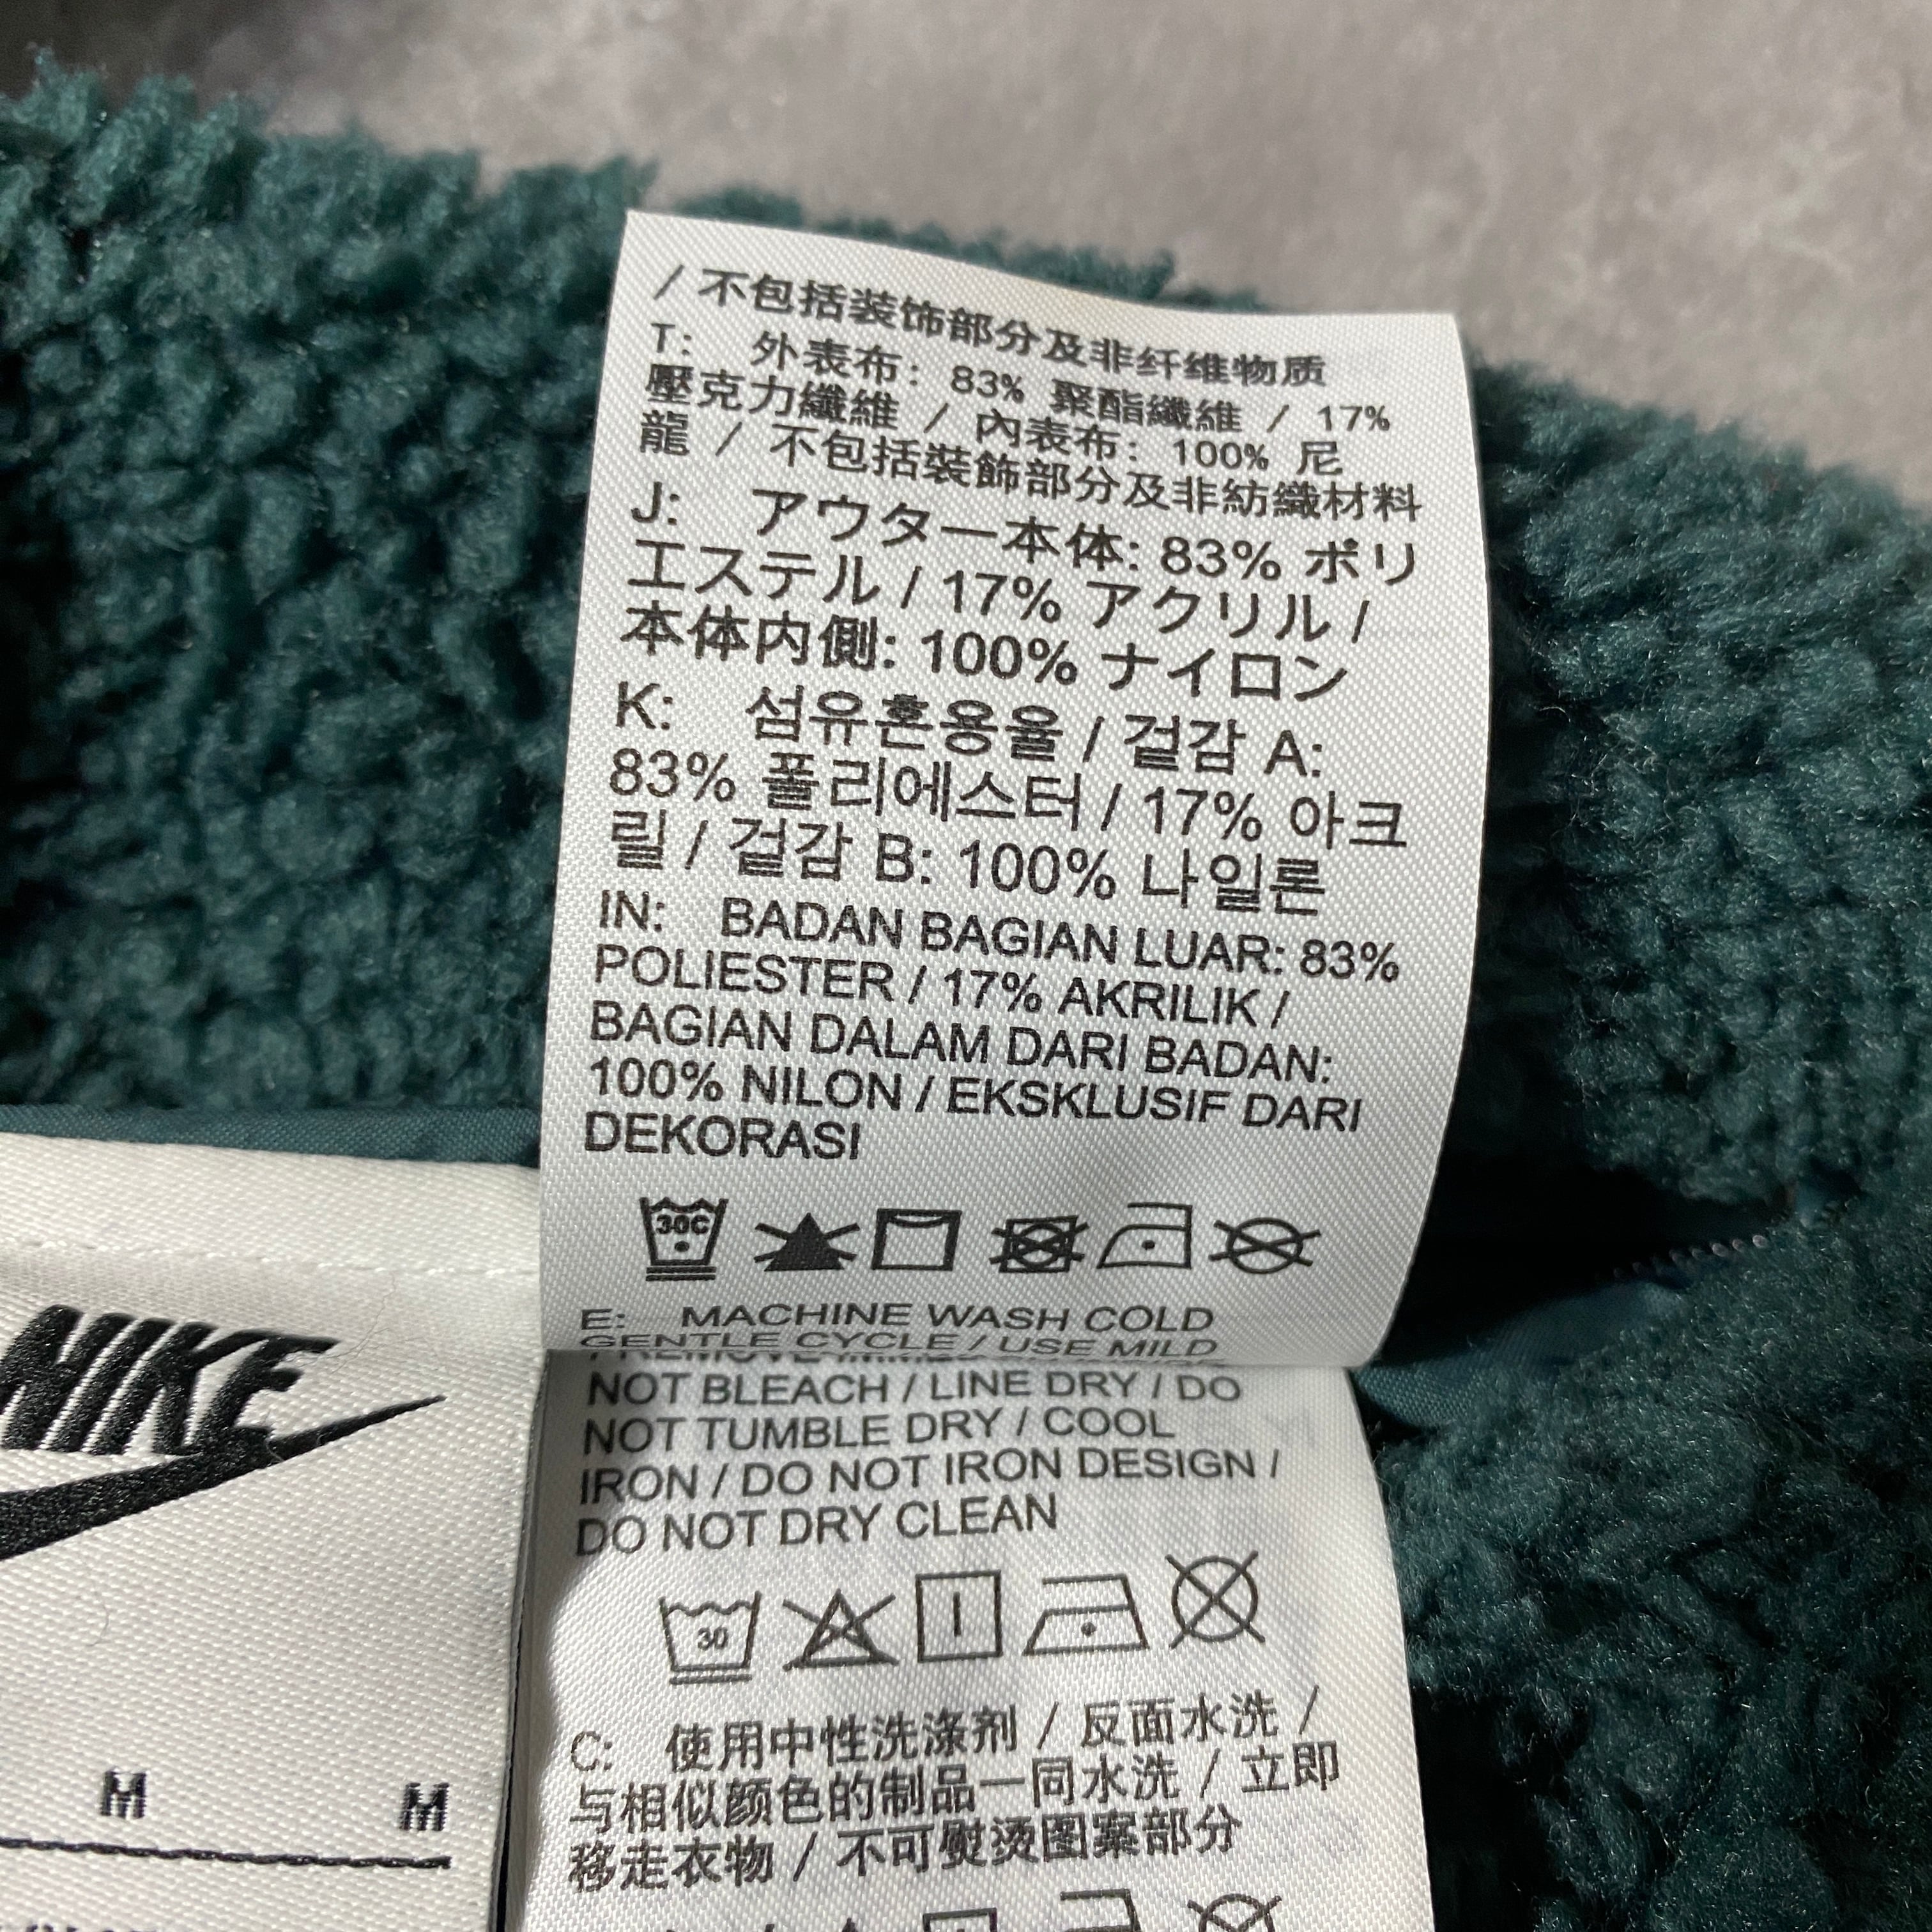 / 不包括装饰部分及非纤维物质
T: 外表布: 83% 聚酯纖維 / 17%
壓克力纖維 / 內表布: 100% 尼
龍 / 不包括裝飾部分及非紡織材料
J: アウター本体: 83% ポリ
エステル / 17% アクリル /
本体内側: 100% ナイロン
K: 섬유혼용율 / 겉감 A:
83% 폴리에스터 / 17% 아크
릴 / 겉감 B: 100% 나일론
IN: BADAN BAGIAN LUAR: 83%
POLIESTER / 17% AKRILIK /
BAGIAN DALAM DARI BADAN:
100% NILON / EKSKLUSIF DARI
DEKORASI
30C
E: MACHINE WASH COLD
GENTLE CYCLE / USE MILD
NOT BLEACH / LINE DRY / DO
NOT TUMBLE DRY / COOL
IRON / DO NOT IRON DESIGN /
DO NOT DRY CLEAN
30
C: 使用中性洗涤剂 / 反面水洗 /
与相似颜色的制品一同水洗 / 立即
移走衣物 / 不可熨烫图案部分
NIKE
M M